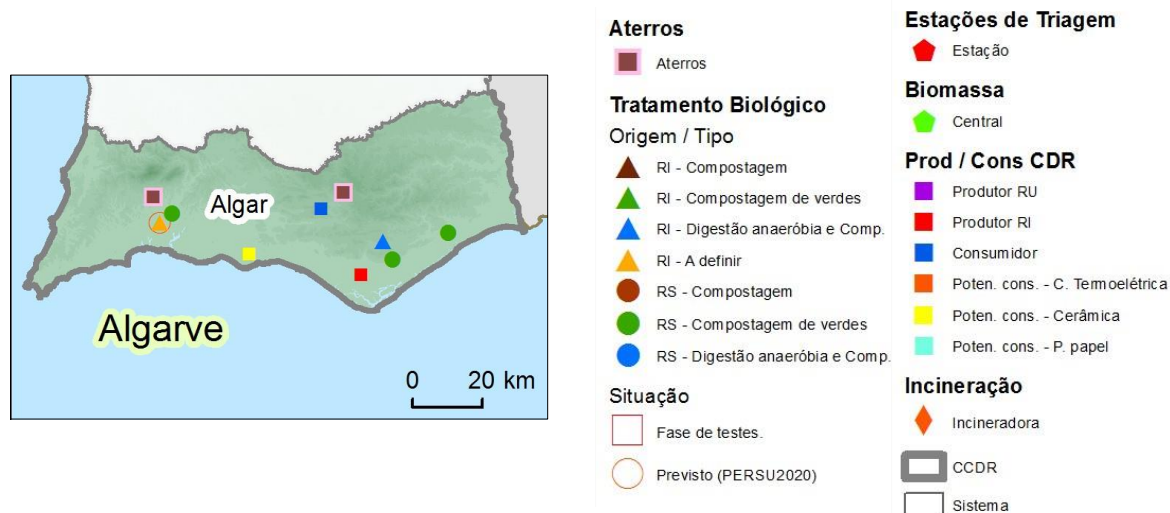 Algar
Algarve
0 20 km
Aterros
Aterros
Tratamento Biológico
Origem / Tipo
RI - Compostagem
RI - Compostagem de verdes
RI - Digestão anaeróbia e Comp.
RI - A definir
RS - Compostagem
RS - Compostagem de verdes
RS - Digestão anaeróbia e Comp.
Situação
Fase de testes.
Previsto (PERSU2020)
Estações de Triagem
Estação
Biomassa
Central
Prod / Cons CDR
Produtor RU
Produtor RI
Consumidor
Poten. cons. - C. Termoelétrica
Poten. cons. - Cerâmica
Poten. cons. - P. papel
Incineração
Incineradora
CCDR
Sistema